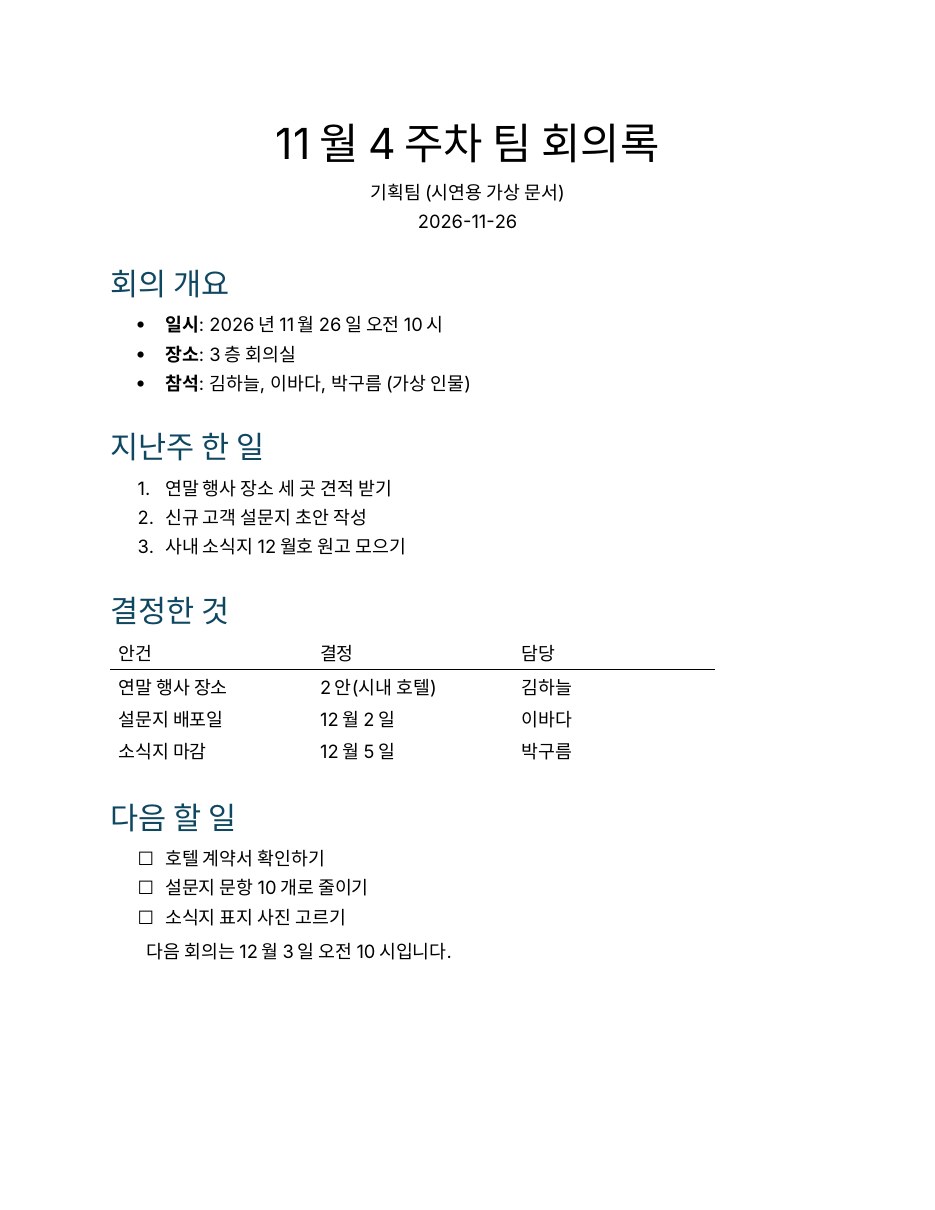 11월 4주차 팀 회의록
기획팀 (시연용 가상 문서)
2026-11-26
회의 개요
• 일시: 2026년 11월 26일 오전 10시
• 장소: 3층 회의실
• 참석: 김하늘, 이바다, 박구름 (가상 인물)
지난주 한 일
1. 연말 행사 장소 세 곳 견적 받기
2. 신규 고객 설문지 초안 작성
3. 사내 소식지 12월호 원고 모으기
결정한 것
안건 결정 담당
연말 행사 장소 2안(시내 호텔) 김하늘
설문지 배포일 12월 2일 이바다
소식지 마감 12월 5일 박구름
다음 할 일
☐ 호텔 계약서 확인하기
☐ 설문지 문항 10개로 줄이기
☐ 소식지 표지 사진 고르기
다음 회의는 12월 3일 오전 10시입니다.